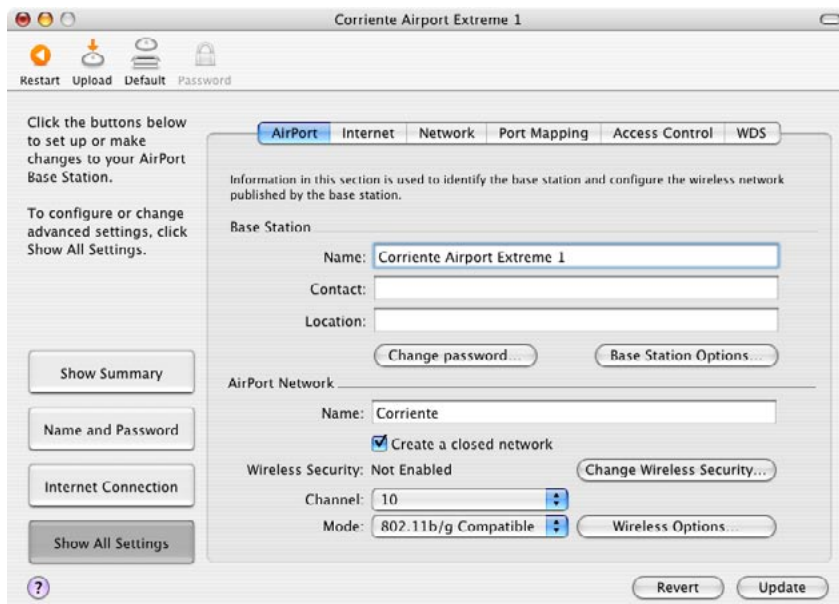 Corriente Airport Extreme 1
Restart Upload Default Password
Click the buttons below
to set up or make
changes to your AirPort
Base Station.
To configure or change
advanced settings, click
Show All Settings.
Show Summary
Name and Password
Internet Connection
Show All Settings
?
AirPort Internet Network Port Mapping Access Control WDS
Information in this section is used to identify the base station and configure the wireless network
published by the base station.
Base Station
Name: Corriente Airport Extreme 1
Contact:
Location:
Change password... Base Station Options...
AirPort Network
Name: Corriente
Create a closed network
Wireless Security: Not Enabled Change Wireless Security...
Channel: 10
Mode: 802.11b/g Compatible Wireless Options...
Revert Update